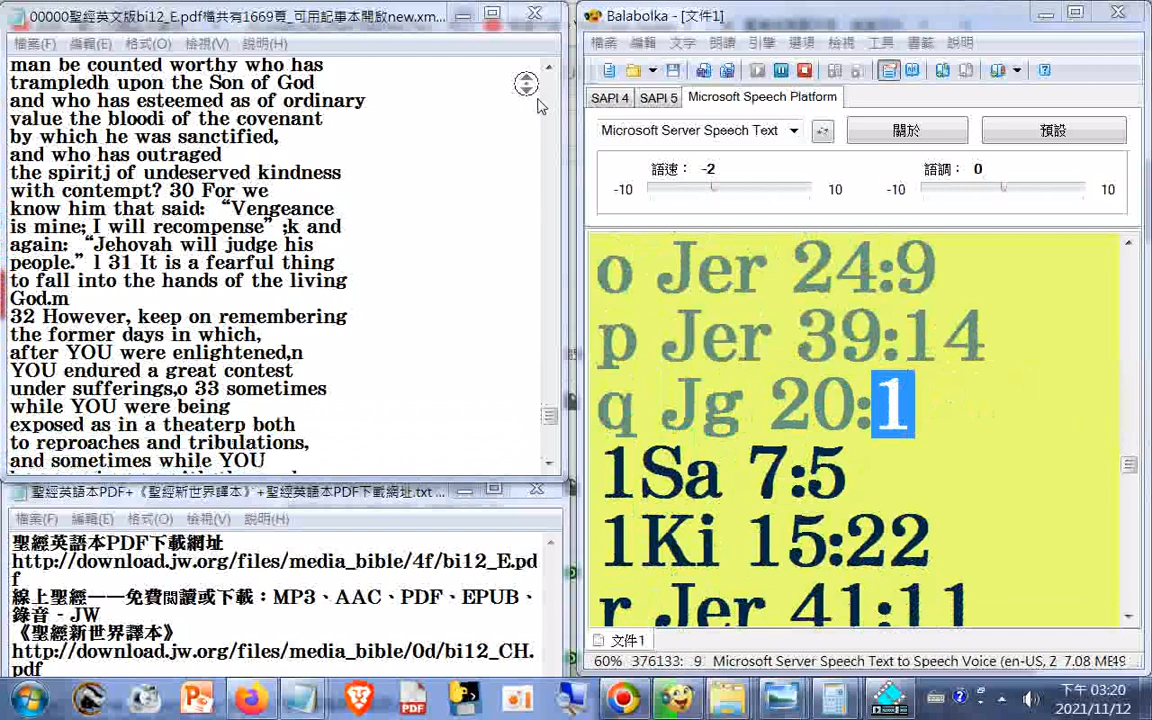 00000聖經英文版bi12_E.pdf檔共有1669頁_可用記事本開啟new.xm...
檔案(F) 編輯(E) 格式(O) 檢視(V) 說明(H)
man be counted worthy who has
trampledh upon the Son of God
and who has esteemed as of ordinary
value the bloodi of the covenant
by which he was sanctified,
and who has outraged
the spiritj of undeserved kindness
with contempt? 30 For we
know him that said: “Vengeance
is mine; I will recompense” ;k and
again: “Jehovah will judge his
people.” l 31 It is a fearful thing
to fall into the hands of the living
God.m
32 However, keep on remembering
the former days in which,
after YOU were enlightened,n
YOU endured a great contest
under sufferings,o 33 sometimes
while YOU were being
exposed as in a theaterp both
to reproaches and tribulations,
and sometimes while YOU
聖經英語本PDF+《聖經新世界譯本》+聖經英語本PDF下載網址.txt ...
檔案(F) 編輯(E) 格式(O) 檢視(V) 說明(H)
聖經英語本PDF下載網址
http://download.jw.org/files/media_bible/4f/bi12_E.pd
f
線上聖經——免費閱讀或下載：MP3、AAC、PDF、EPUB、
錄音 - JW
《聖經新世界譯本》
http://download.jw.org/files/media_bible/0d/bi12_CH.
pdf
Balabolka - [文件1]
檔案 編輯 文字 朗讀 引擎 選項 檢視 工具 書籤 說明
SAPI 4 SAPI 5 Microsoft Speech Platform
Microsoft Server Speech Text 關於 預設
語速： -2 語調： 0
-10 10 -10 10
o Jer 24:9
p Jer 39:14
q Jg 20:1
1Sa 7:5
1Ki 15:22
r Jer 41:11
文件1
60% 376133: 9 Microsoft Server Speech Text to Speech Voice (en-US, Z 7.08 MB
PDF
下午 03:20
2021/11/12